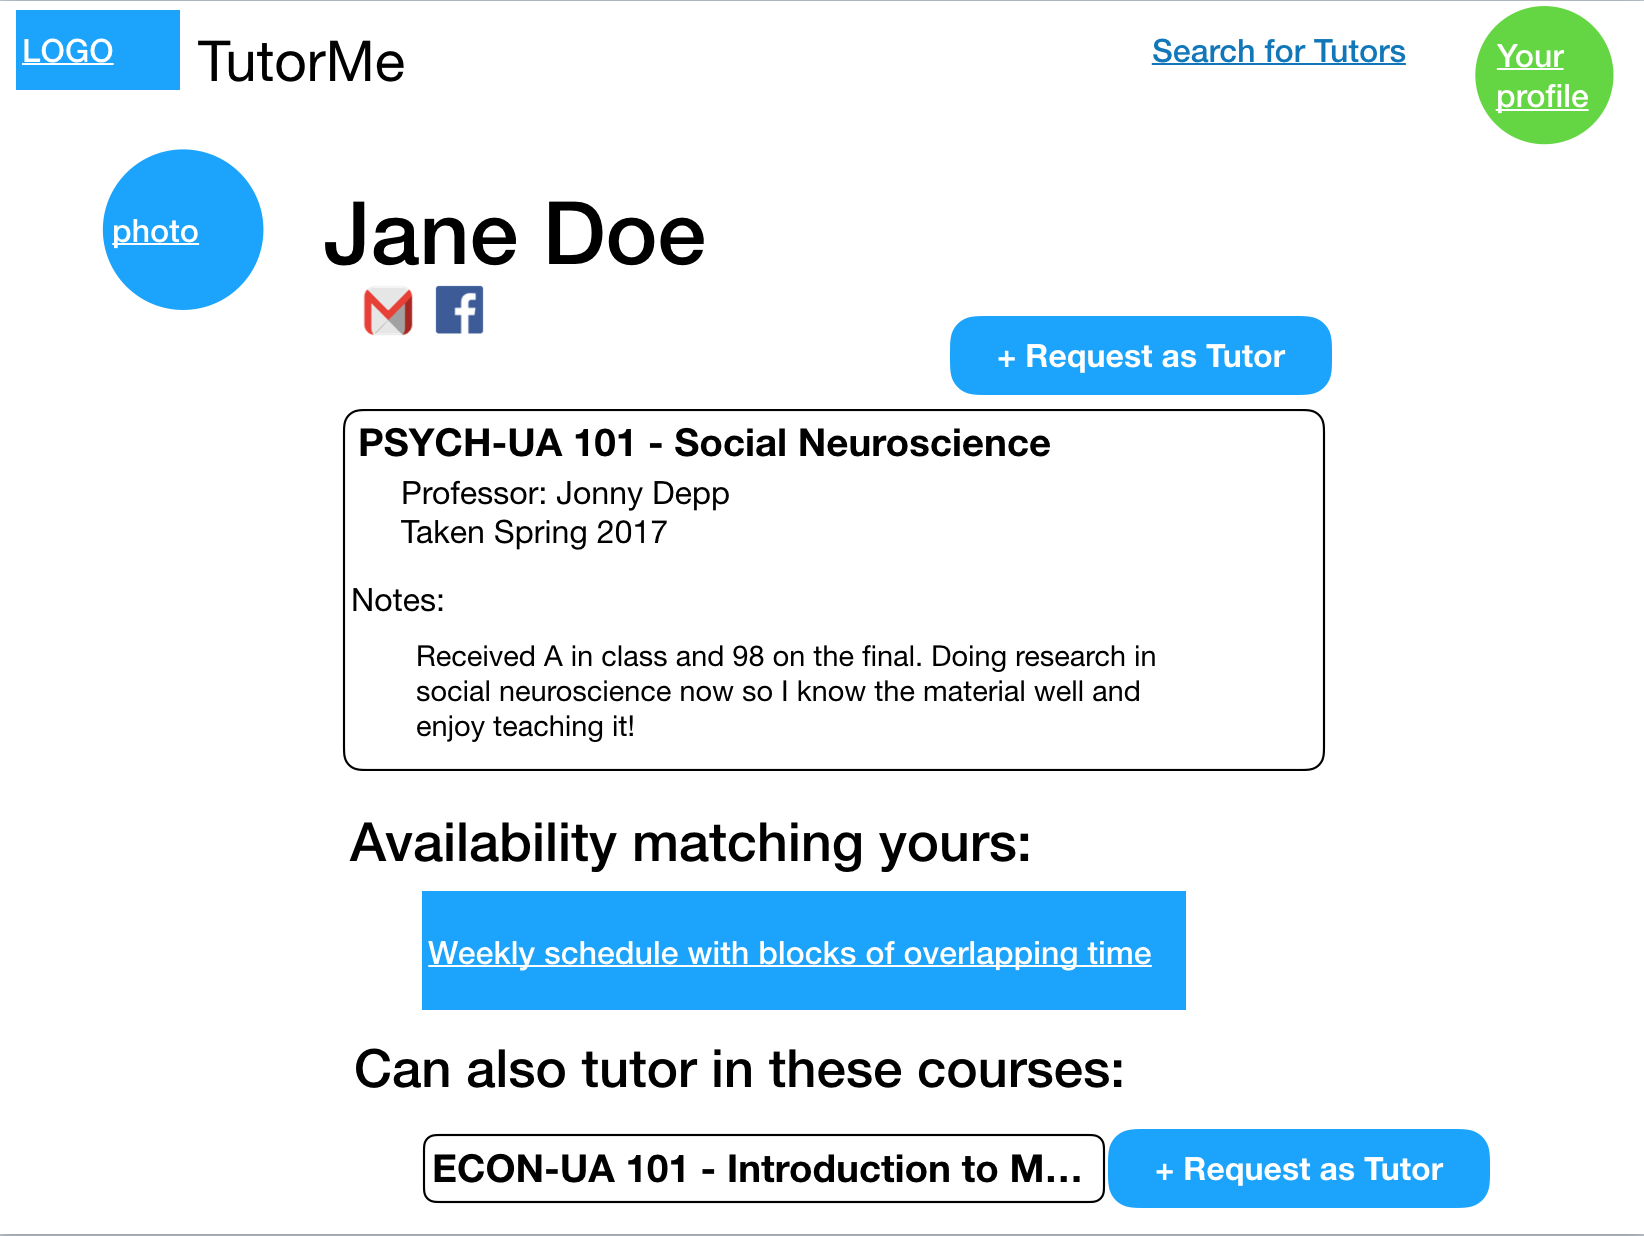 LOGO
TutorMe
Search for Tutors
Your
profile
photo
Jane Doe
+ Request as Tutor
PSYCH-UA 101 - Social Neuroscience
Professor: Jonny Depp
Taken Spring 2017
Notes:
Received A in class and 98 on the final. Doing research in
social neuroscience now so I know the material well and
enjoy teaching it!
Availability matching yours:
Weekly schedule with blocks of overlapping time
Can also tutor in these courses:
ECON-UA 101 - Introduction to M...
+ Request as Tutor